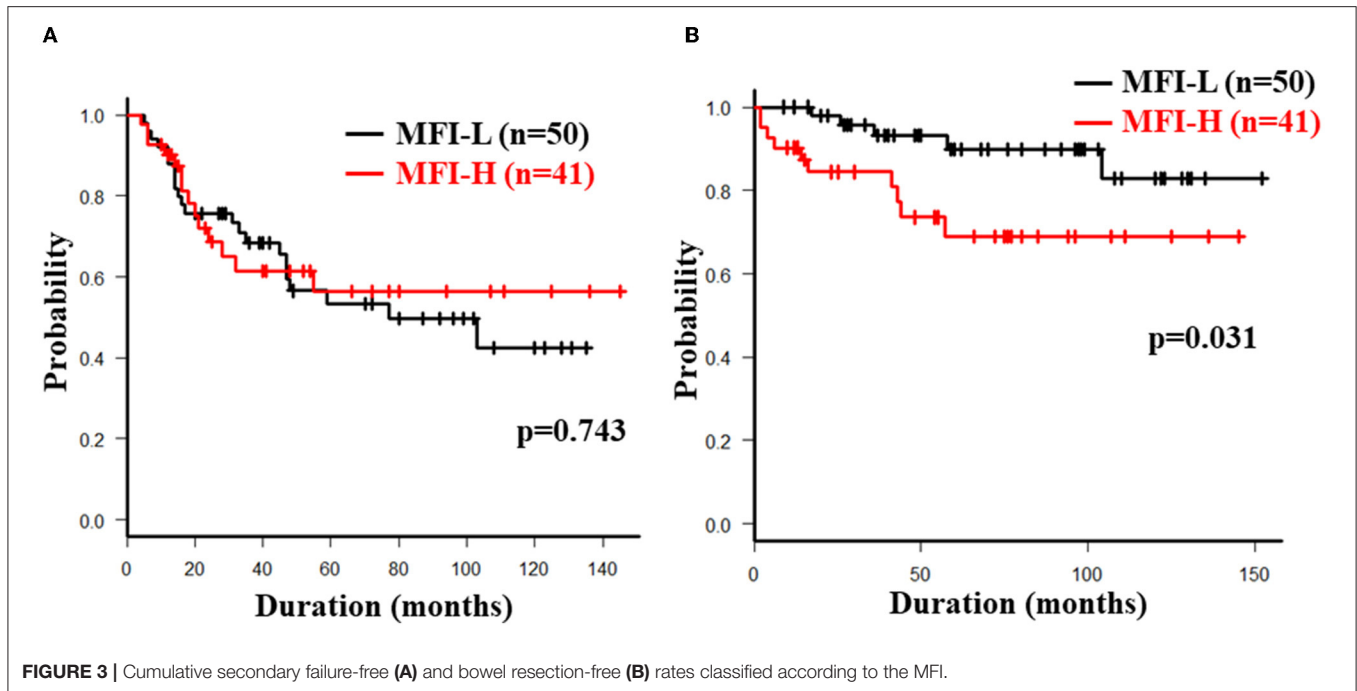 A
MFI-L (n=50)
MFI-H (n=41)
Probability
1.0
0.8
0.6
0.4
0.2
0.0
p=0.743
0 20 40 60 80 100 120 140
Duration (months)
B
MFI-L (n=50)
MFI-H (n=41)
Probability
1.0
0.8
0.6
0.4
0.2
0.0
p=0.031
0 50 100 150
Duration (months)
FIGURE 3 | Cumulative secondary failure-free (A) and bowel resection-free (B) rates classified according to the MFI.